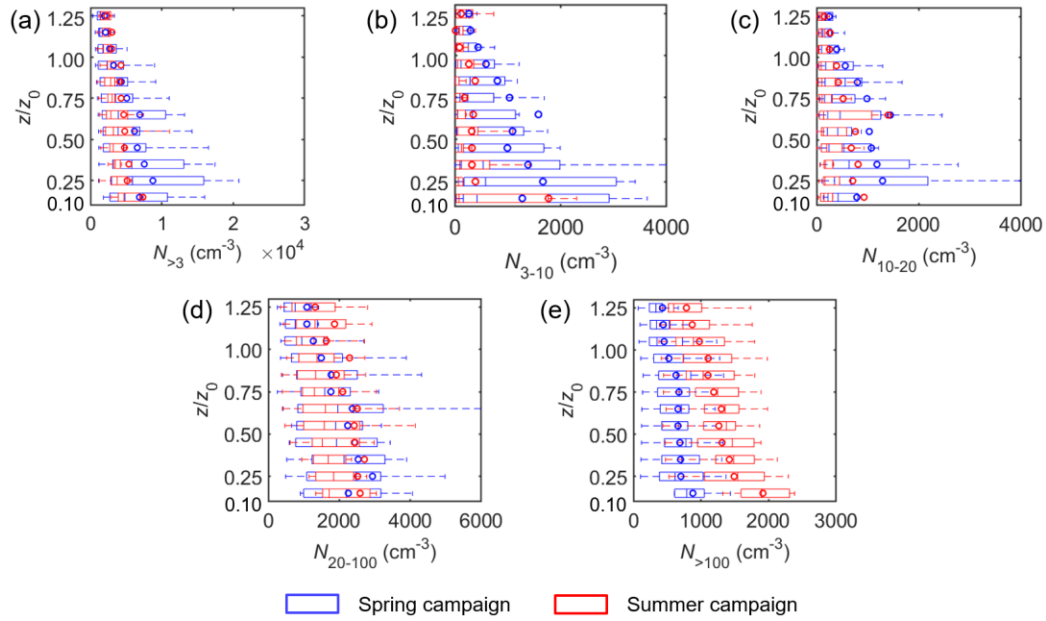 (a)
1.25
1.00
0.75
0.50
0.25
0.10
z/z0
0 1 2 3
N>3 (cm-3) ×10^4
(b)
1.25
1.00
0.75
0.50
0.25
0.10
z/z0
0 2000 4000
N3-10 (cm-3)
(c)
1.25
1.00
0.75
0.50
0.25
0.10
z/z0
0 1000 2000 3000 4000
N10-20 (cm-3)
(d)
1.25
1.00
0.75
0.50
0.25
0.10
z/z0
0 2000 4000 6000
N20-100 (cm-3)
(e)
1.25
1.00
0.75
0.50
0.25
0.10
z/z0
0 1000 2000 3000
N>100 (cm-3)
Spring campaign Summer campaign